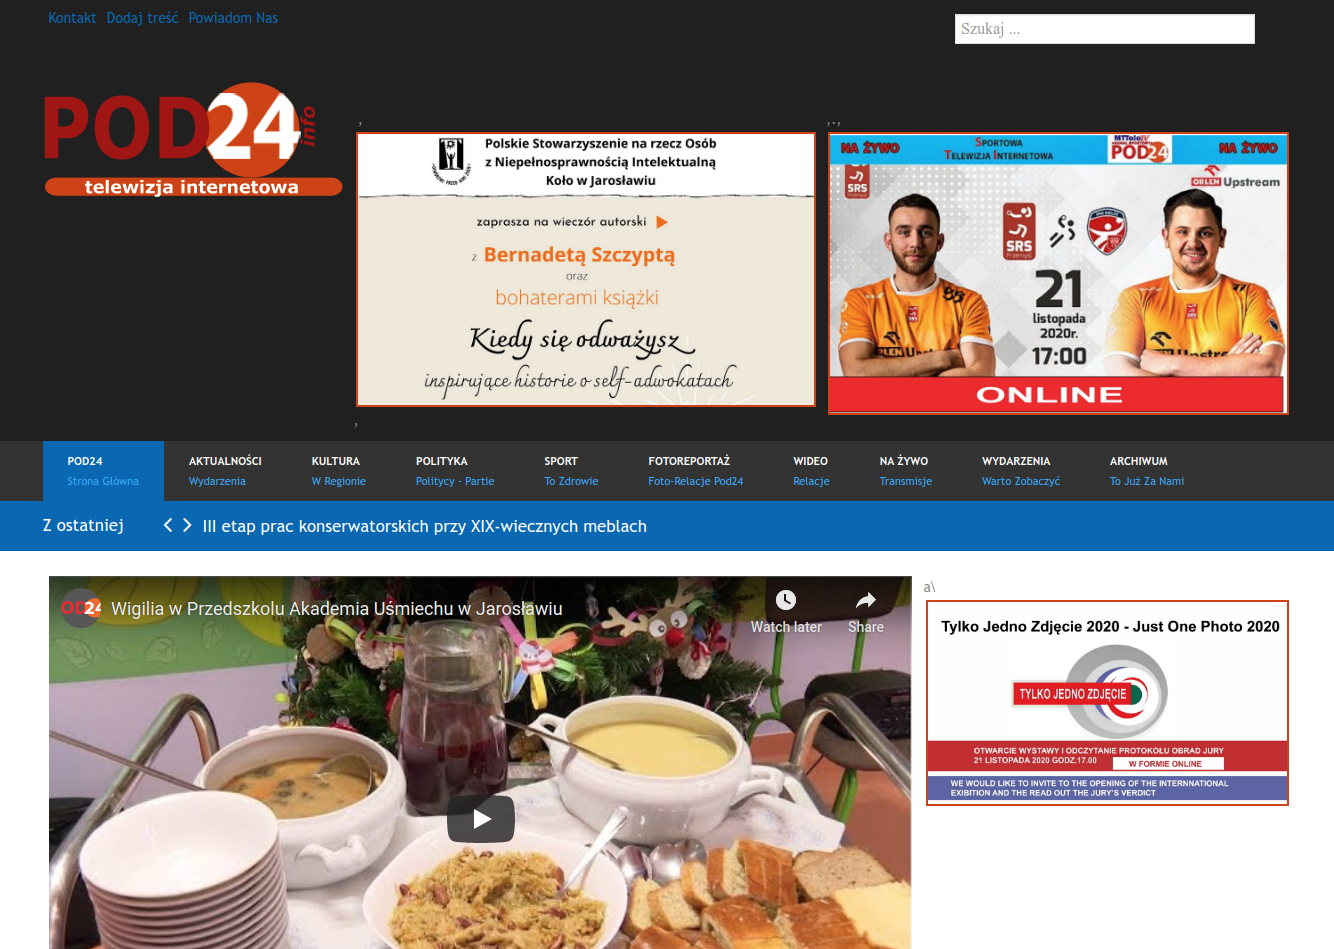 Kontakt Dodaj treść Powiadom Nas
Szukaj ...
POD24 info
telewizja internetowa
,
Polskie Stowarzyszenie na rzecz Osób
z Niepełnosprawnością Intelektualną
Koło w Jarosławiu
zaprasza na wieczór autorski
z Bernadetą Szczyptą
oraz
bohaterami książki
Kiedy się odważysz
inspirujące historie o self-adwokatach
,
,.,
NA ŻYWO
SPORTOWA
TELEWIZJA INTERNETOWA
POD24
NA ŻYWO
SRS
ORLEN Upstream
SRS
Przemyśl
21
listopada
2020r.
17:00
ONLINE
POD24 AKTUALNOŚCI KULTURA POLITYKA SPORT FOTOREPORTAŻ WIDEO NA ŻYWO WYDARZENIA ARCHIWUM
Strona Główna Wydarzenia W Regionie Politycy - Partie To Zdrowie Foto-Relacje Pod24 Relacje Transmisje Warto Zobaczyć To Już Za Nami
Z ostatniej III etap prac konserwatorskich przy XIX-wiecznych meblach
OD24 Wigilia w Przedszkolu Akademia Uśmiechu w Jarosławiu
Watch later Share
a\
Tylko Jedno Zdjęcie 2020 - Just One Photo 2020
TYLKO JEDNO ZDJĘCIE
OTWARCIE WYSTAWY I ODCZYTANIE PROTOKOŁU OBRAD JURY
21 LISTOPADA 2020 GODZ.17.00 W FORMIE ONLINE
WE WOULD LIKE TO INVITE TO THE OPENING OF THE INTERNATIONAL
EXIBITION AND THE READ OUT THE JURY'S VERDICT